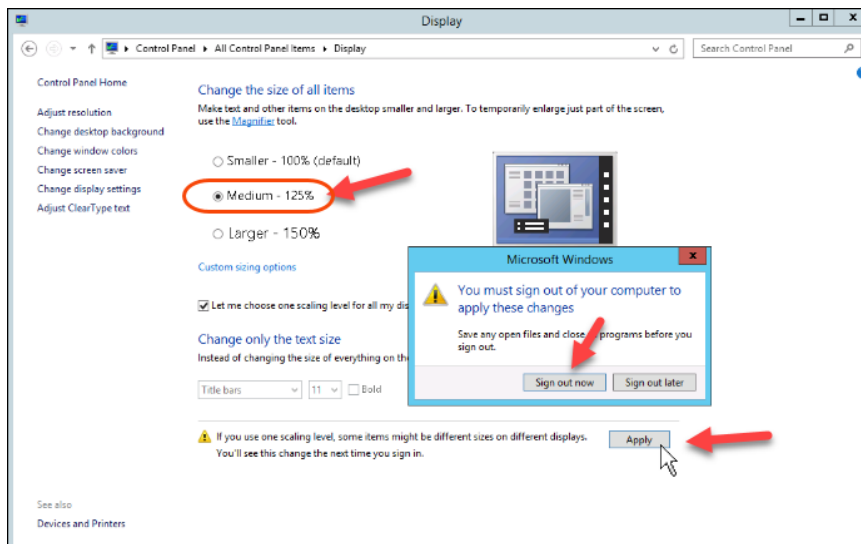 Display
Control Panel ▸ All Control Panel Items ▸ Display
Search Control Panel
Control Panel Home
Adjust resolution
Change desktop background
Change window colors
Change screen saver
Change display settings
Adjust ClearType text
See also
Devices and Printers
Change the size of all items
Make text and other items on the desktop smaller and larger. To temporarily enlarge just part of the screen,
use the Magnifier tool.
Smaller - 100% (default)
Medium - 125%
Larger - 150%
Custom sizing options
Let me choose one scaling level for all my
Change only the text size
Instead of changing the size of everything on
Title bars
11
Bold
If you use one scaling level, some items might be different sizes on different displays.
You'll see this change the next time you sign in.
Apply
Microsoft Windows
You must sign out of your computer to
apply these changes
Save any open files and close programs before you
sign out.
Sign out now
Sign out later